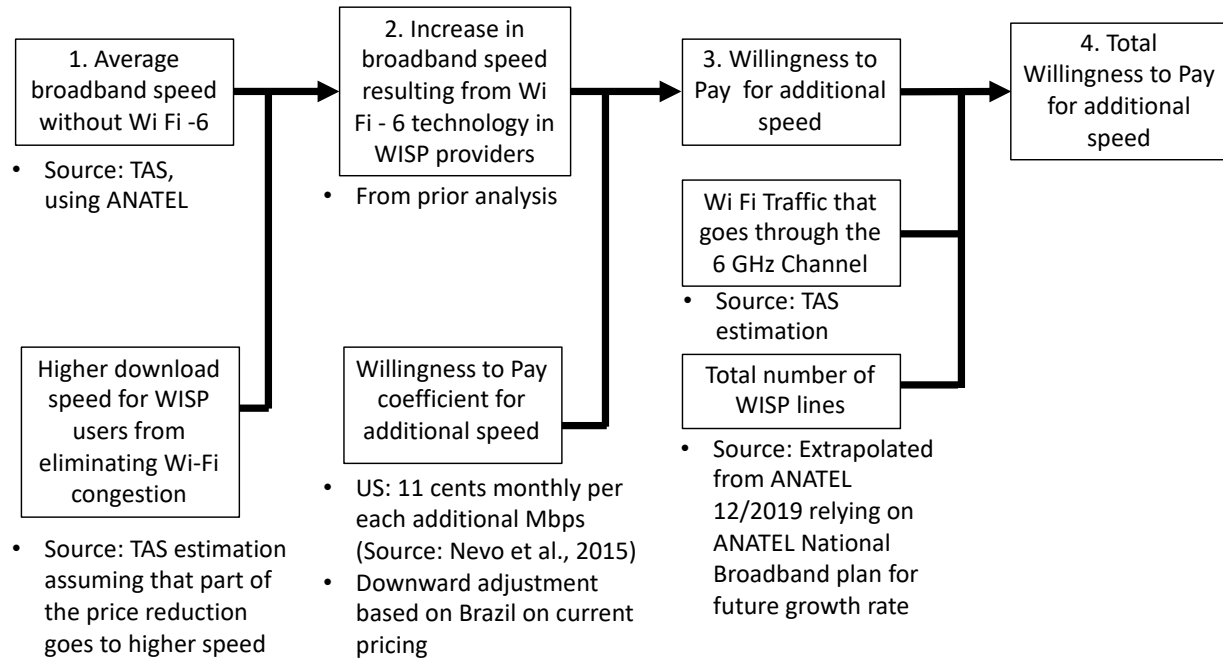 1. Average
broadband speed
without Wi Fi -6
• Source: TAS,
using ANATEL
Higher download
speed for WISP
users from
eliminating Wi-Fi
congestion
• Source: TAS estimation
assuming that part of
the price reduction
goes to higher speed
2. Increase in
broadband speed
resulting from Wi
Fi - 6 technology in
WISP providers
• From prior analysis
Willingness to Pay
coefficient for
additional speed
• US: 11 cents monthly per
each additional Mbps
(Source: Nevo et al., 2015)
• Downward adjustment
based on Brazil on current
pricing
3. Willingness to
Pay for additional
speed
Wi Fi Traffic that
goes through the
6 GHz Channel
• Source: TAS
estimation
Total number of
WISP lines
• Source: Extrapolated
from ANATEL
12/2019 relying on
ANATEL National
Broadband plan for
future growth rate
4. Total
Willingness to Pay
for additional
speed